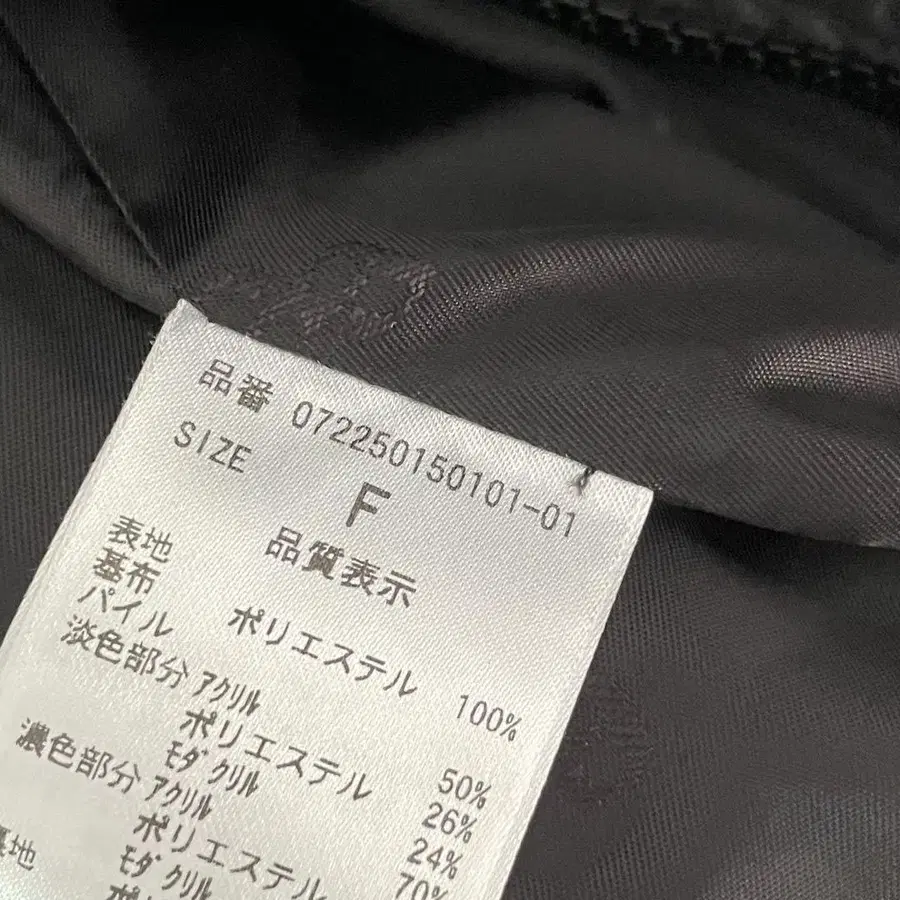 品番 072250150101-01
SIZE
F
品質表示
表地
基布 ポリエステル 100%
パイル
淡色部分 アクリル 50%
ポリエステル 26%
モダクリル 24%
濃色部分 アクリル 70%
ポリエステル
モダクリル